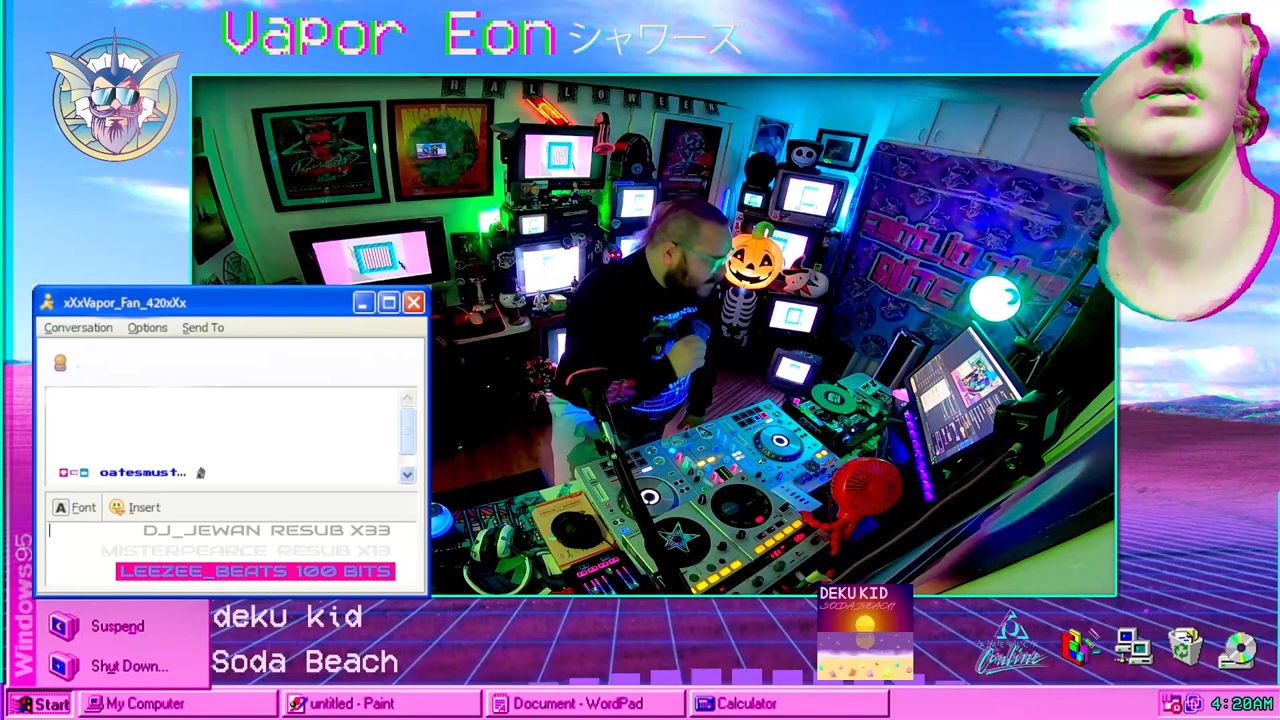 Vapor Eon シャワーズ
HALLOWEEN
xXxVapor_Fan_420xXx
Conversation Options Send To
oatesmust...
A Font Insert
DJ_JEWAN RESUB X33
MISTERPEARCE RESUB X13
LEEZEE_BEATS 100 BITS
Windows95
Suspend
Shut Down...
deku kid
Soda Beach
DEKU KID
SODA BEACH
Online
Start
My Computer
untitled - Paint
Document - WordPad
Calculator
4:20AM